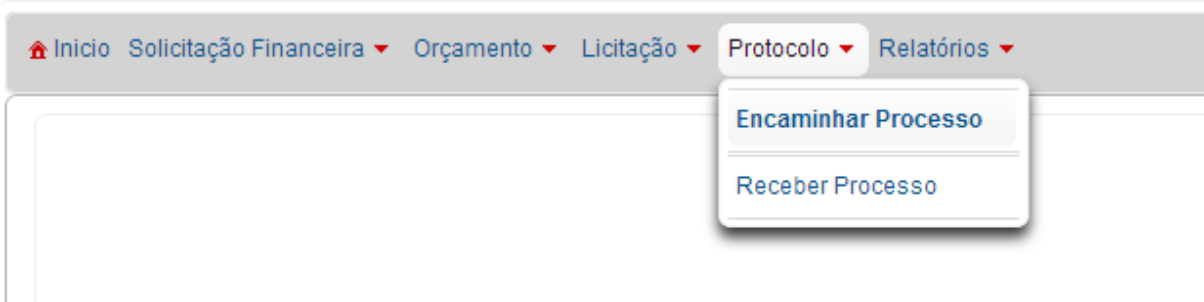 Inicio Solicitação Financeira Orçamento Licitação Protocolo Relatórios
Encaminhar Processo
Receber Processo